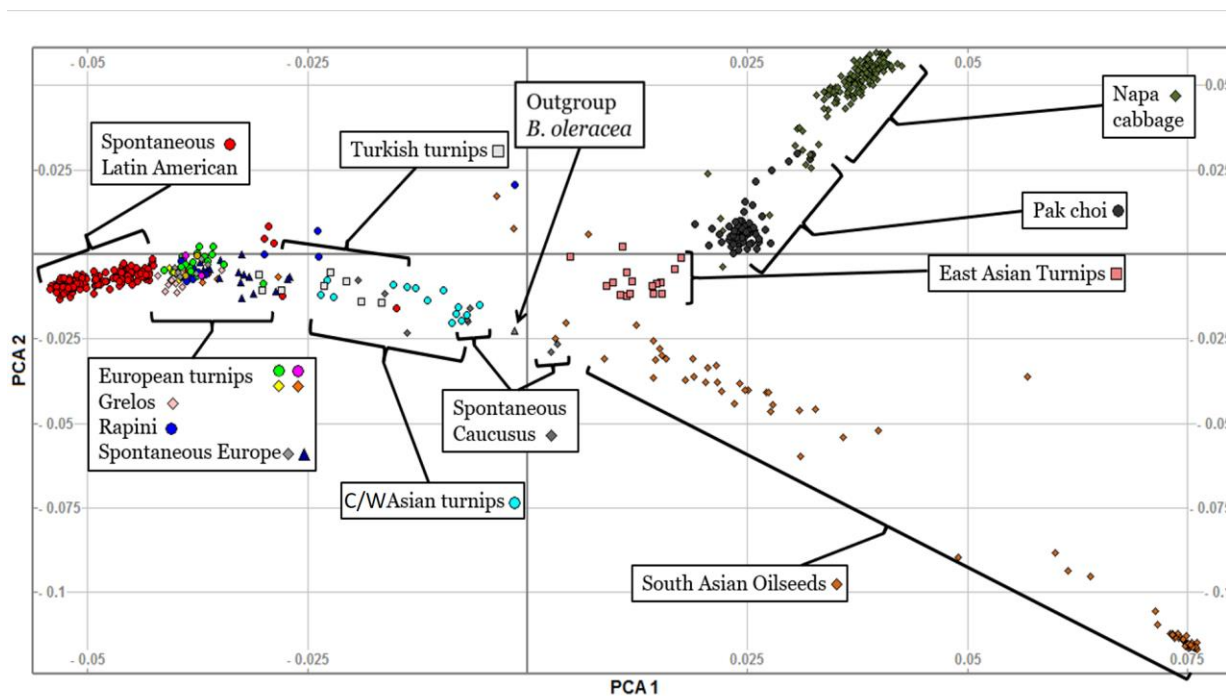 - 0.05
- 0.025
0.025
0.05
0.05
Outgroup
B. oleracea
Napa
cabbage
Spontaneous
Latin American
Turkish turnips
- 0.025
0.025
Pak choi
East Asian Turnips
- 0.025
- 0.025
PCA 2
European turnips
Grelos
Rapini
Spontaneous Europe
Spontaneous
Caucusus
- 0.05
- 0.05
C/WAsian turnips
- 0.075
- 0.075
South Asian Oilseeds
- 0.1
- 0.1
- 0.05
- 0.025
0.025
0.05
0.075
PCA 1